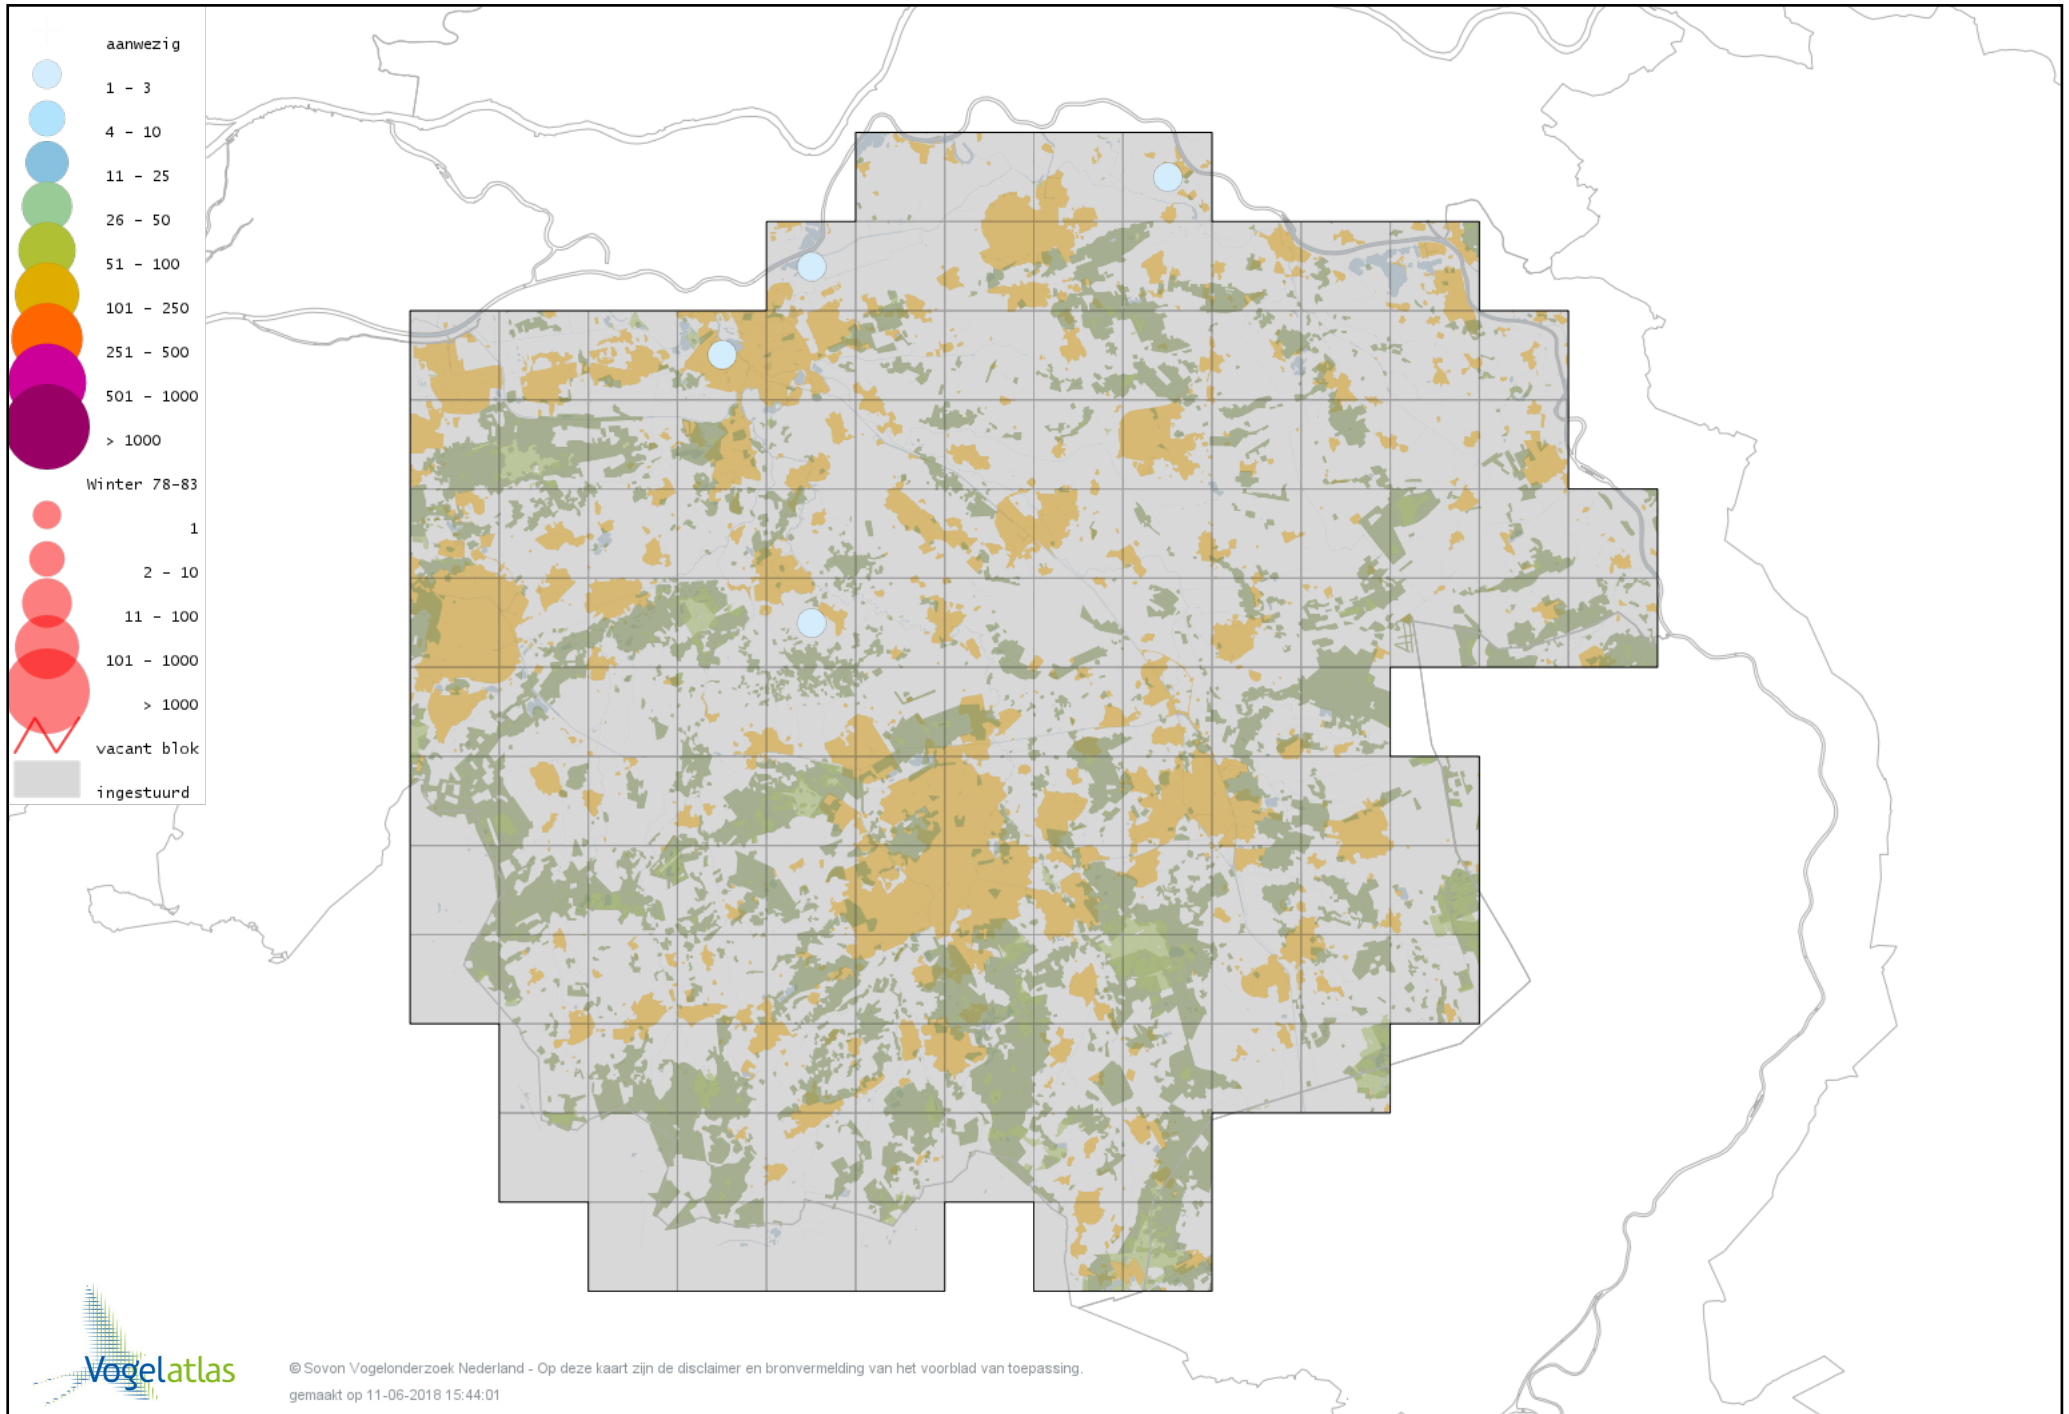 aanwezig
1 - 3
4 - 10
11 - 25
26 - 50
51 - 100
101 - 250
251 - 500
501 - 1000
> 1000
Winter 78-83
1
2 - 10
11 - 100
101 - 1000
> 1000
vacant blok
ingestuurd
Vogelatlas
© Sovon Vogelonderzoek Nederland - Op deze kaart zijn de disclaimer en bronvermelding van het voorblad van toepassing.
gemaakt op 11-06-2018 15:44:01